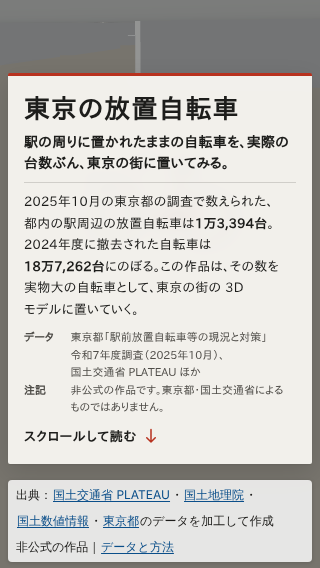 東京の放置自転車
駅の周りに置かれたままの自転車を、実際の
台数ぶん、東京の街に置いてみる。
2025年10月の東京都の調査で数えられた、
都内の駅周辺の放置自転車は1万3,394台。
2024年度に撤去された自転車は
18万7,262台にのぼる。この作品は、その数を
実物大の自転車として、東京の街の 3D
モデルに置いていく。
データ 東京都「駅前放置自転車等の現況と対策」
令和7年度調査（2025年10月）、
国土交通省 PLATEAU ほか
注記 非公式の作品です。東京都・国土交通省による
ものではありません。
スクロールして読む ↓
出典：国土交通省 PLATEAU・国土地理院・
国土数値情報・東京都のデータを加工して作成
非公式の作品 | データと方法